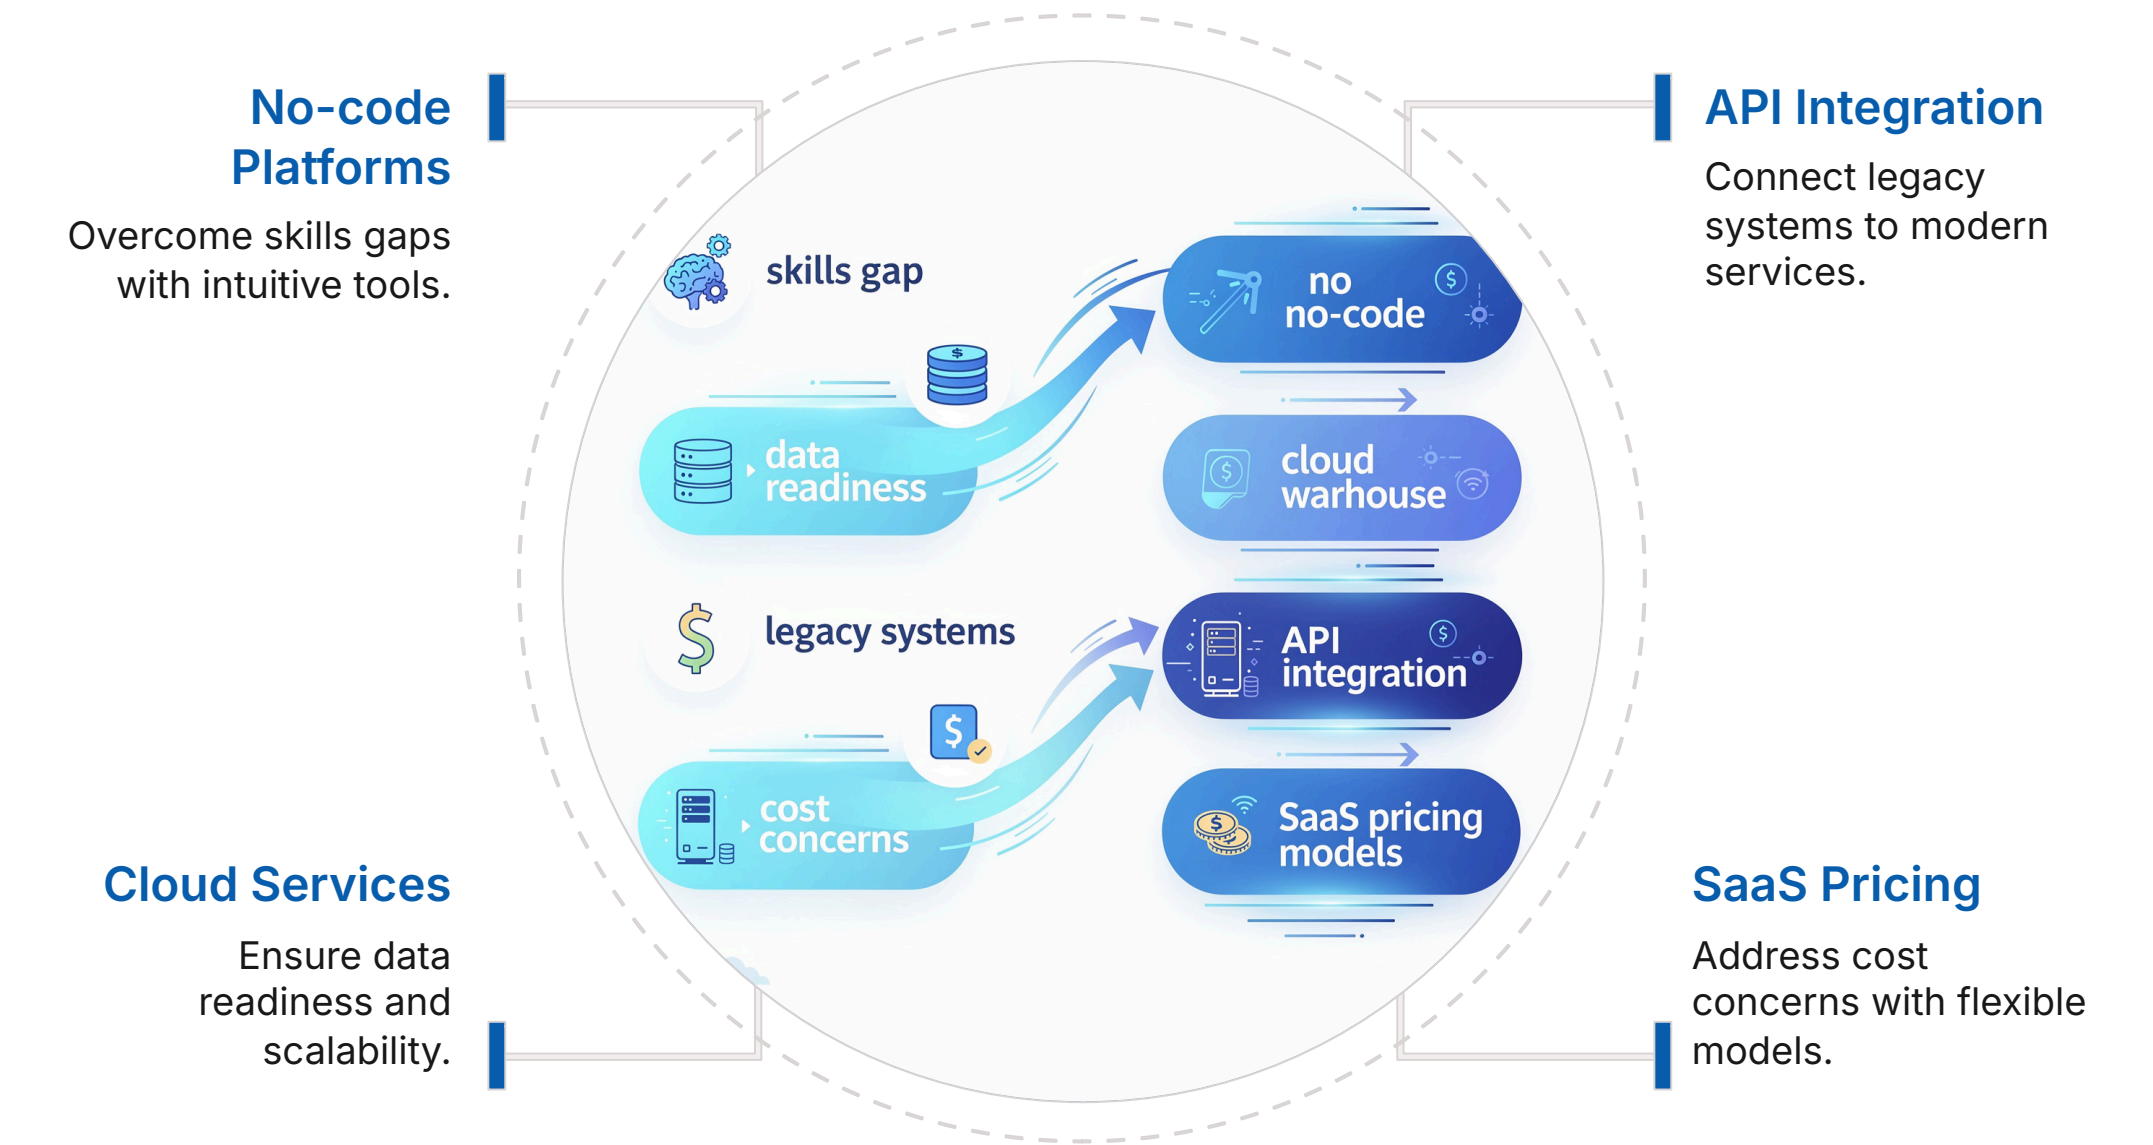 No-code
Platforms
Overcome skills gaps
with intuitive tools.
API Integration
Connect legacy
systems to modern
services.
skills gap
no
no-code
$
$
data
readiness
$
cloud
warhouse
legacy systems
$
API
integration
$
$
cost
concerns
$
SaaS pricing
models
Cloud Services
Ensure data
readiness and
scalability.
SaaS Pricing
Address cost
concerns with flexible
models.